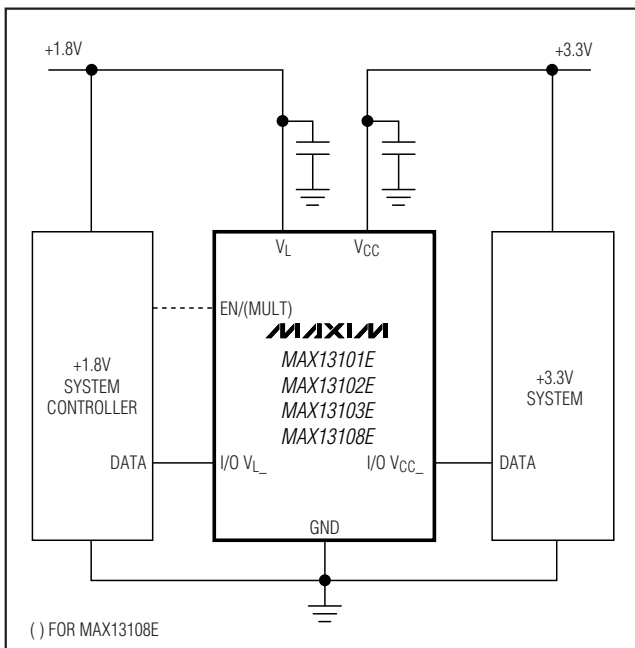 +1.8V
+3.3V
VL
VCC
EN/(MULT)
MAXIM
MAX13101E
MAX13102E
MAX13103E
MAX13108E
+1.8V
SYSTEM
CONTROLLER
+3.3V
SYSTEM
DATA
I/O VL_
I/O VCC_
DATA
GND
( ) FOR MAX13108E